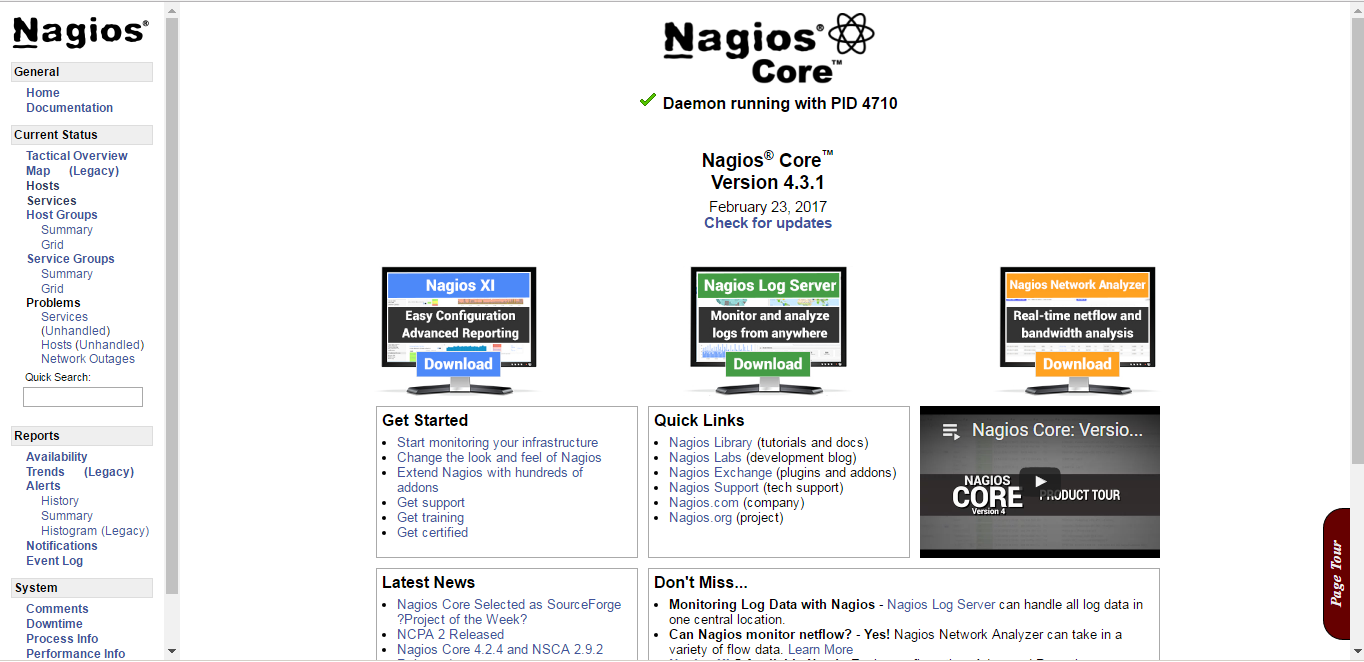 Nagios®
General
Home
Documentation
Current Status
Tactical Overview
Map (Legacy)
Hosts
Services
Host Groups
Summary
Grid
Service Groups
Summary
Grid
Problems
Services
(Unhandled)
Hosts (Unhandled)
Network Outages
Quick Search:
Reports
Availability
Trends (Legacy)
Alerts
History
Summary
Histogram (Legacy)
Notifications
Event Log
System
Comments
Downtime
Process Info
Performance Info
Nagios®
Core™
Daemon running with PID 4710
Nagios® Core™
Version 4.3.1
February 23, 2017
Check for updates
Nagios XI
Easy Configuration
Advanced Reporting
Download
Nagios Log Server
Monitor and analyze
logs from anywhere
Download
Nagios Network Analyzer
Real-time netflow and
bandwidth analysis
Download
Get Started
Start monitoring your infrastructure
Change the look and feel of Nagios
Extend Nagios with hundreds of
addons
Get support
Get training
Get certified
Quick Links
Nagios Library (tutorials and docs)
Nagios Labs (development blog)
Nagios Exchange (plugins and addons)
Nagios Support (tech support)
Nagios.com (company)
Nagios.org (project)
Nagios Core: Versio...
NAGIOS
CORE
Version 4
PRODUCT TOUR
Page Tour
Latest News
Nagios Core Selected as SourceForge
?Project of the Week?
NCPA 2 Released
Nagios Core 4.2.4 and NSCA 2.9.2
Don't Miss...
Monitoring Log Data with Nagios - Nagios Log Server can handle all log data in
one central location.
Can Nagios monitor netflow? - Yes! Nagios Network Analyzer can take in a
variety of flow data. Learn More